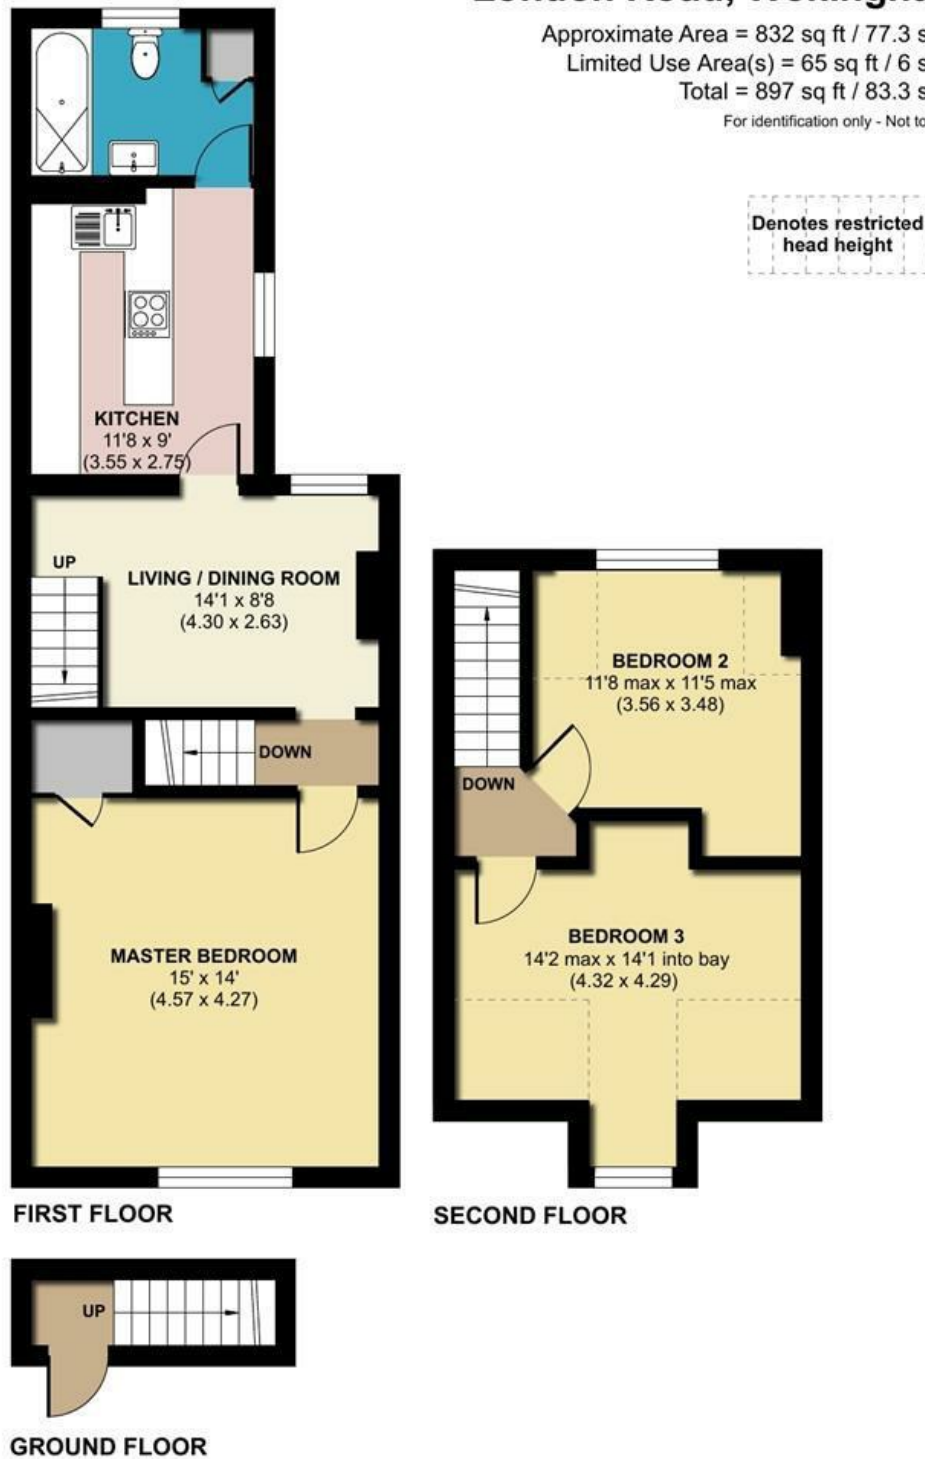 Approximate Area = 832 sq ft / 77.3 s
Limited Use Area(s) = 65 sq ft / 6 s
Total = 897 sq ft / 83.3 s
For identification only - Not to
Denotes restricted
head height
KITCHEN
11'8 x 9'
(3.55 x 2.75)
UP
LIVING / DINING ROOM
14'1 x 8'8
(4.30 x 2.63)
DOWN
MASTER BEDROOM
15' x 14'
(4.57 x 4.27)
FIRST FLOOR
BEDROOM 2
11'8 max x 11'5 max
(3.56 x 3.48)
DOWN
BEDROOM 3
14'2 max x 14'1 into bay
(4.32 x 4.29)
SECOND FLOOR
UP
GROUND FLOOR